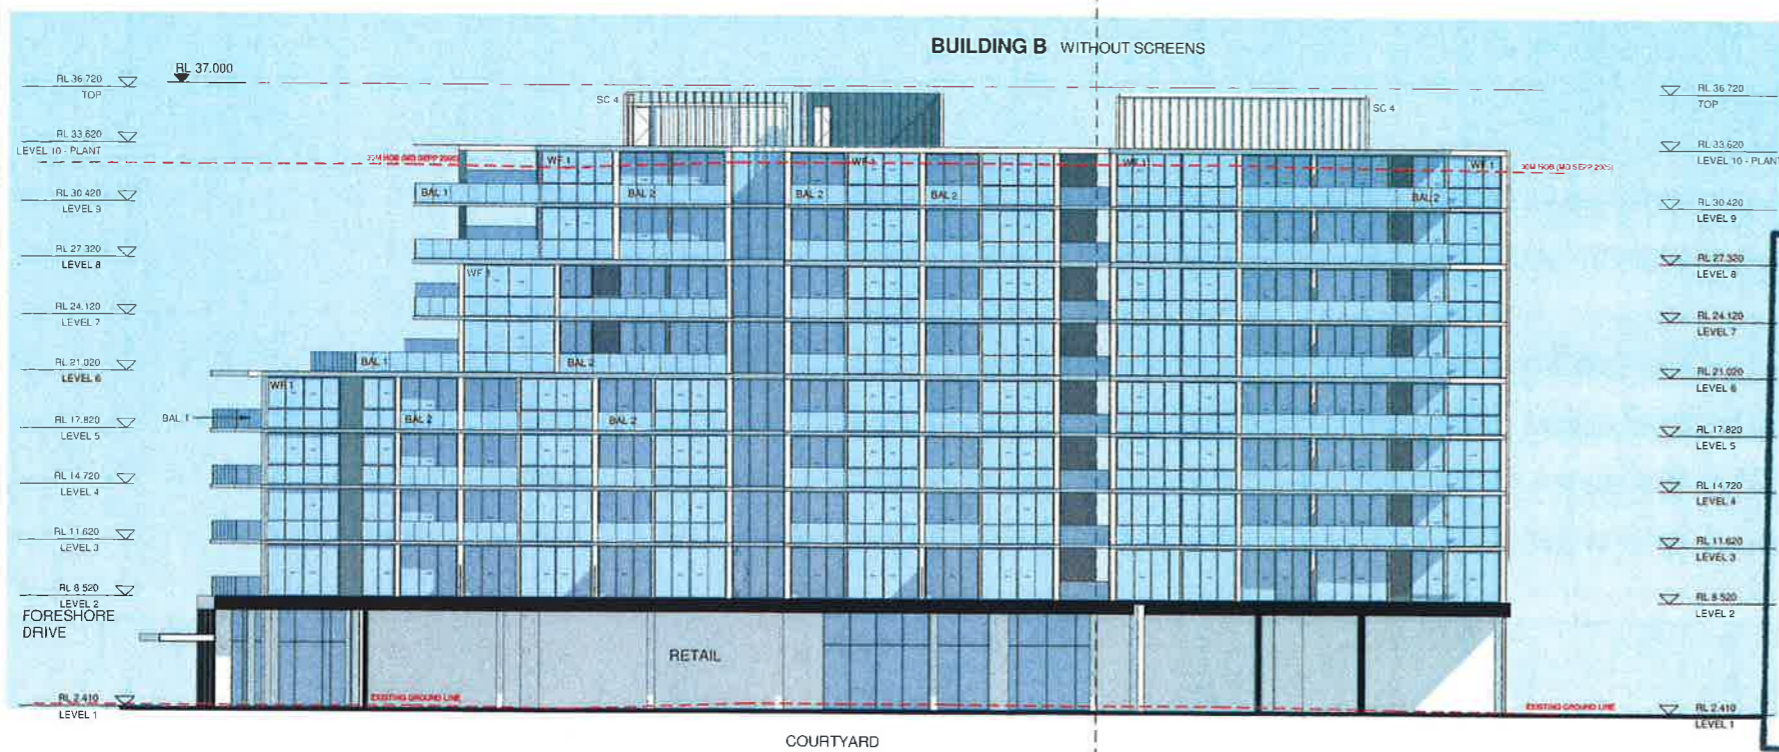 BUILDING B WITHOUT SCREENS
RL 37.000
RL 36.720
TOP
RL 33.620
LEVEL 10 - PLANT
RL 30.420
LEVEL 9
RL 27.320
LEVEL 8
RL 24.120
LEVEL 7
RL 21.020
LEVEL 6
RL 17.820
LEVEL 5
RL 14.720
LEVEL 4
RL 11.620
LEVEL 3
RL 8.520
LEVEL 2
FORESHORE
DRIVE
RL 2.410
LEVEL 1
SC 4
SC 4
WF 1
WF 1
WF 1
WF 1
BAL 1
BAL 2
BAL 2
BAL 2
BAL 2
WF 1
BAL 1
BAL 2
WF 1
BAL 1
BAL 2
BAL 2
RETAIL
EXISTING GROUND LINE
EXISTING GROUND LINE
COURTYARD
RL 36.720
TOP
RL 33.620
LEVEL 10 - PLANT
RL 30.420
LEVEL 9
RL 27.320
LEVEL 8
RL 24.120
LEVEL 7
RL 21.020
LEVEL 6
RL 17.820
LEVEL 5
RL 14.720
LEVEL 4
RL 11.620
LEVEL 3
RL 8.520
LEVEL 2
RL 2.410
LEVEL 1